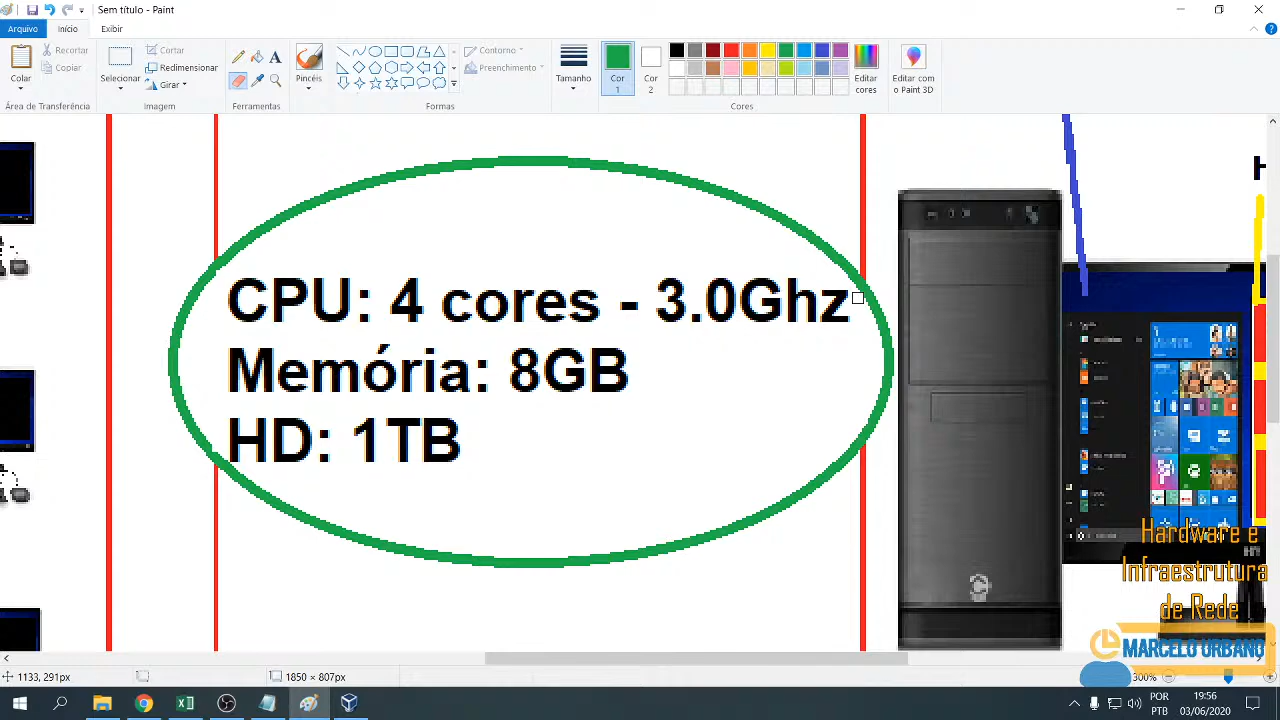 Sem título - Paint
Arquivo
Início
Exibir
Colar
Recortar
Copiar
Área de Transferência
Selecionar
Cortar
Redimensionar
Girar
Imagem
Ferramentas
Pincéis
Contorno
Preenchimento
Formas
Tamanho
Cor
1
Cor
2
Editar
cores
Cores
Editar com
o Paint 3D
CPU: 4 cores - 3.0Ghz
Memória: 8GB
HD: 1TB
Hardware e
Infraestrutura
de Rede
MARCELO URBANO
1133, 291px
1850 × 807px
300%
POR
PTB
19:56
03/06/2020